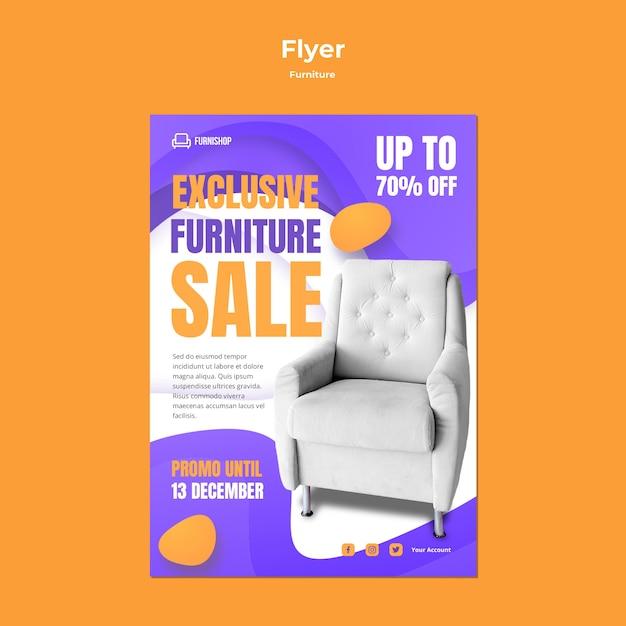 Flyer
Furniture
FURNISHOP
UP TO
70% OFF
EXCLUSIVE
FURNITURE
SALE
Sed do eiusmod tempor
incididunt ut labore et dolore
magna aliqua. Quis ipsum
suspendisse ultrices gravida.
Risus commodo viverra
maecenas accumsan lacus vel
facilisis.
PROMO UNTIL
13 DECEMBER
Your Account